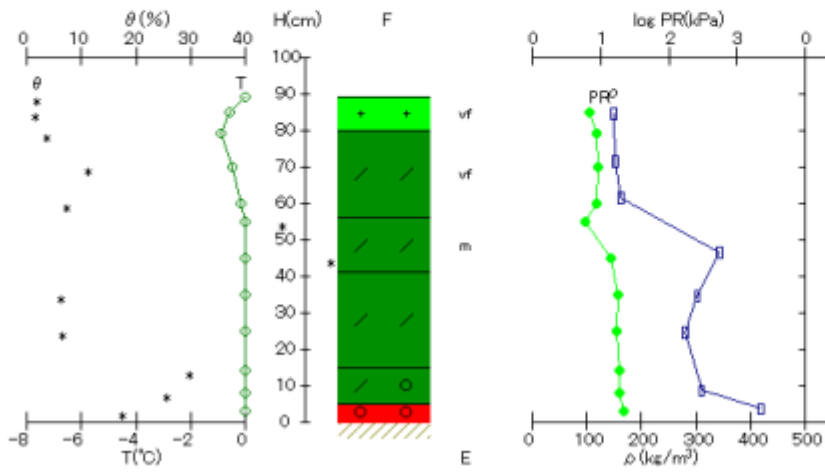 θ(%)
H(cm)
F
log PR(kPa)
0 10 20 30 40
100
0 1 2 3 4
θ
T
90
PRρ
vf
80
70
vf
60
50
m
40
30
20
10
0
-8 -6 -4 -2 0
T(℃)
E
0 100 200 300 400 500
ρ (kg/m³)